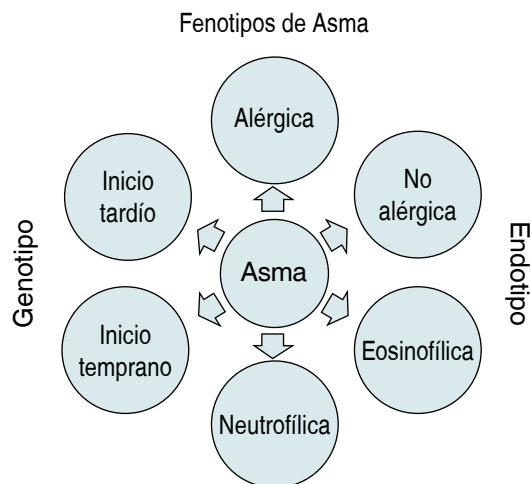 Fenotipos de Asma
Alérgica
Inicio
tardío
No
alérgica
Genotipo
Asma
Endotipo
Inicio
temprano
Eosinofílica
Neutrofílica